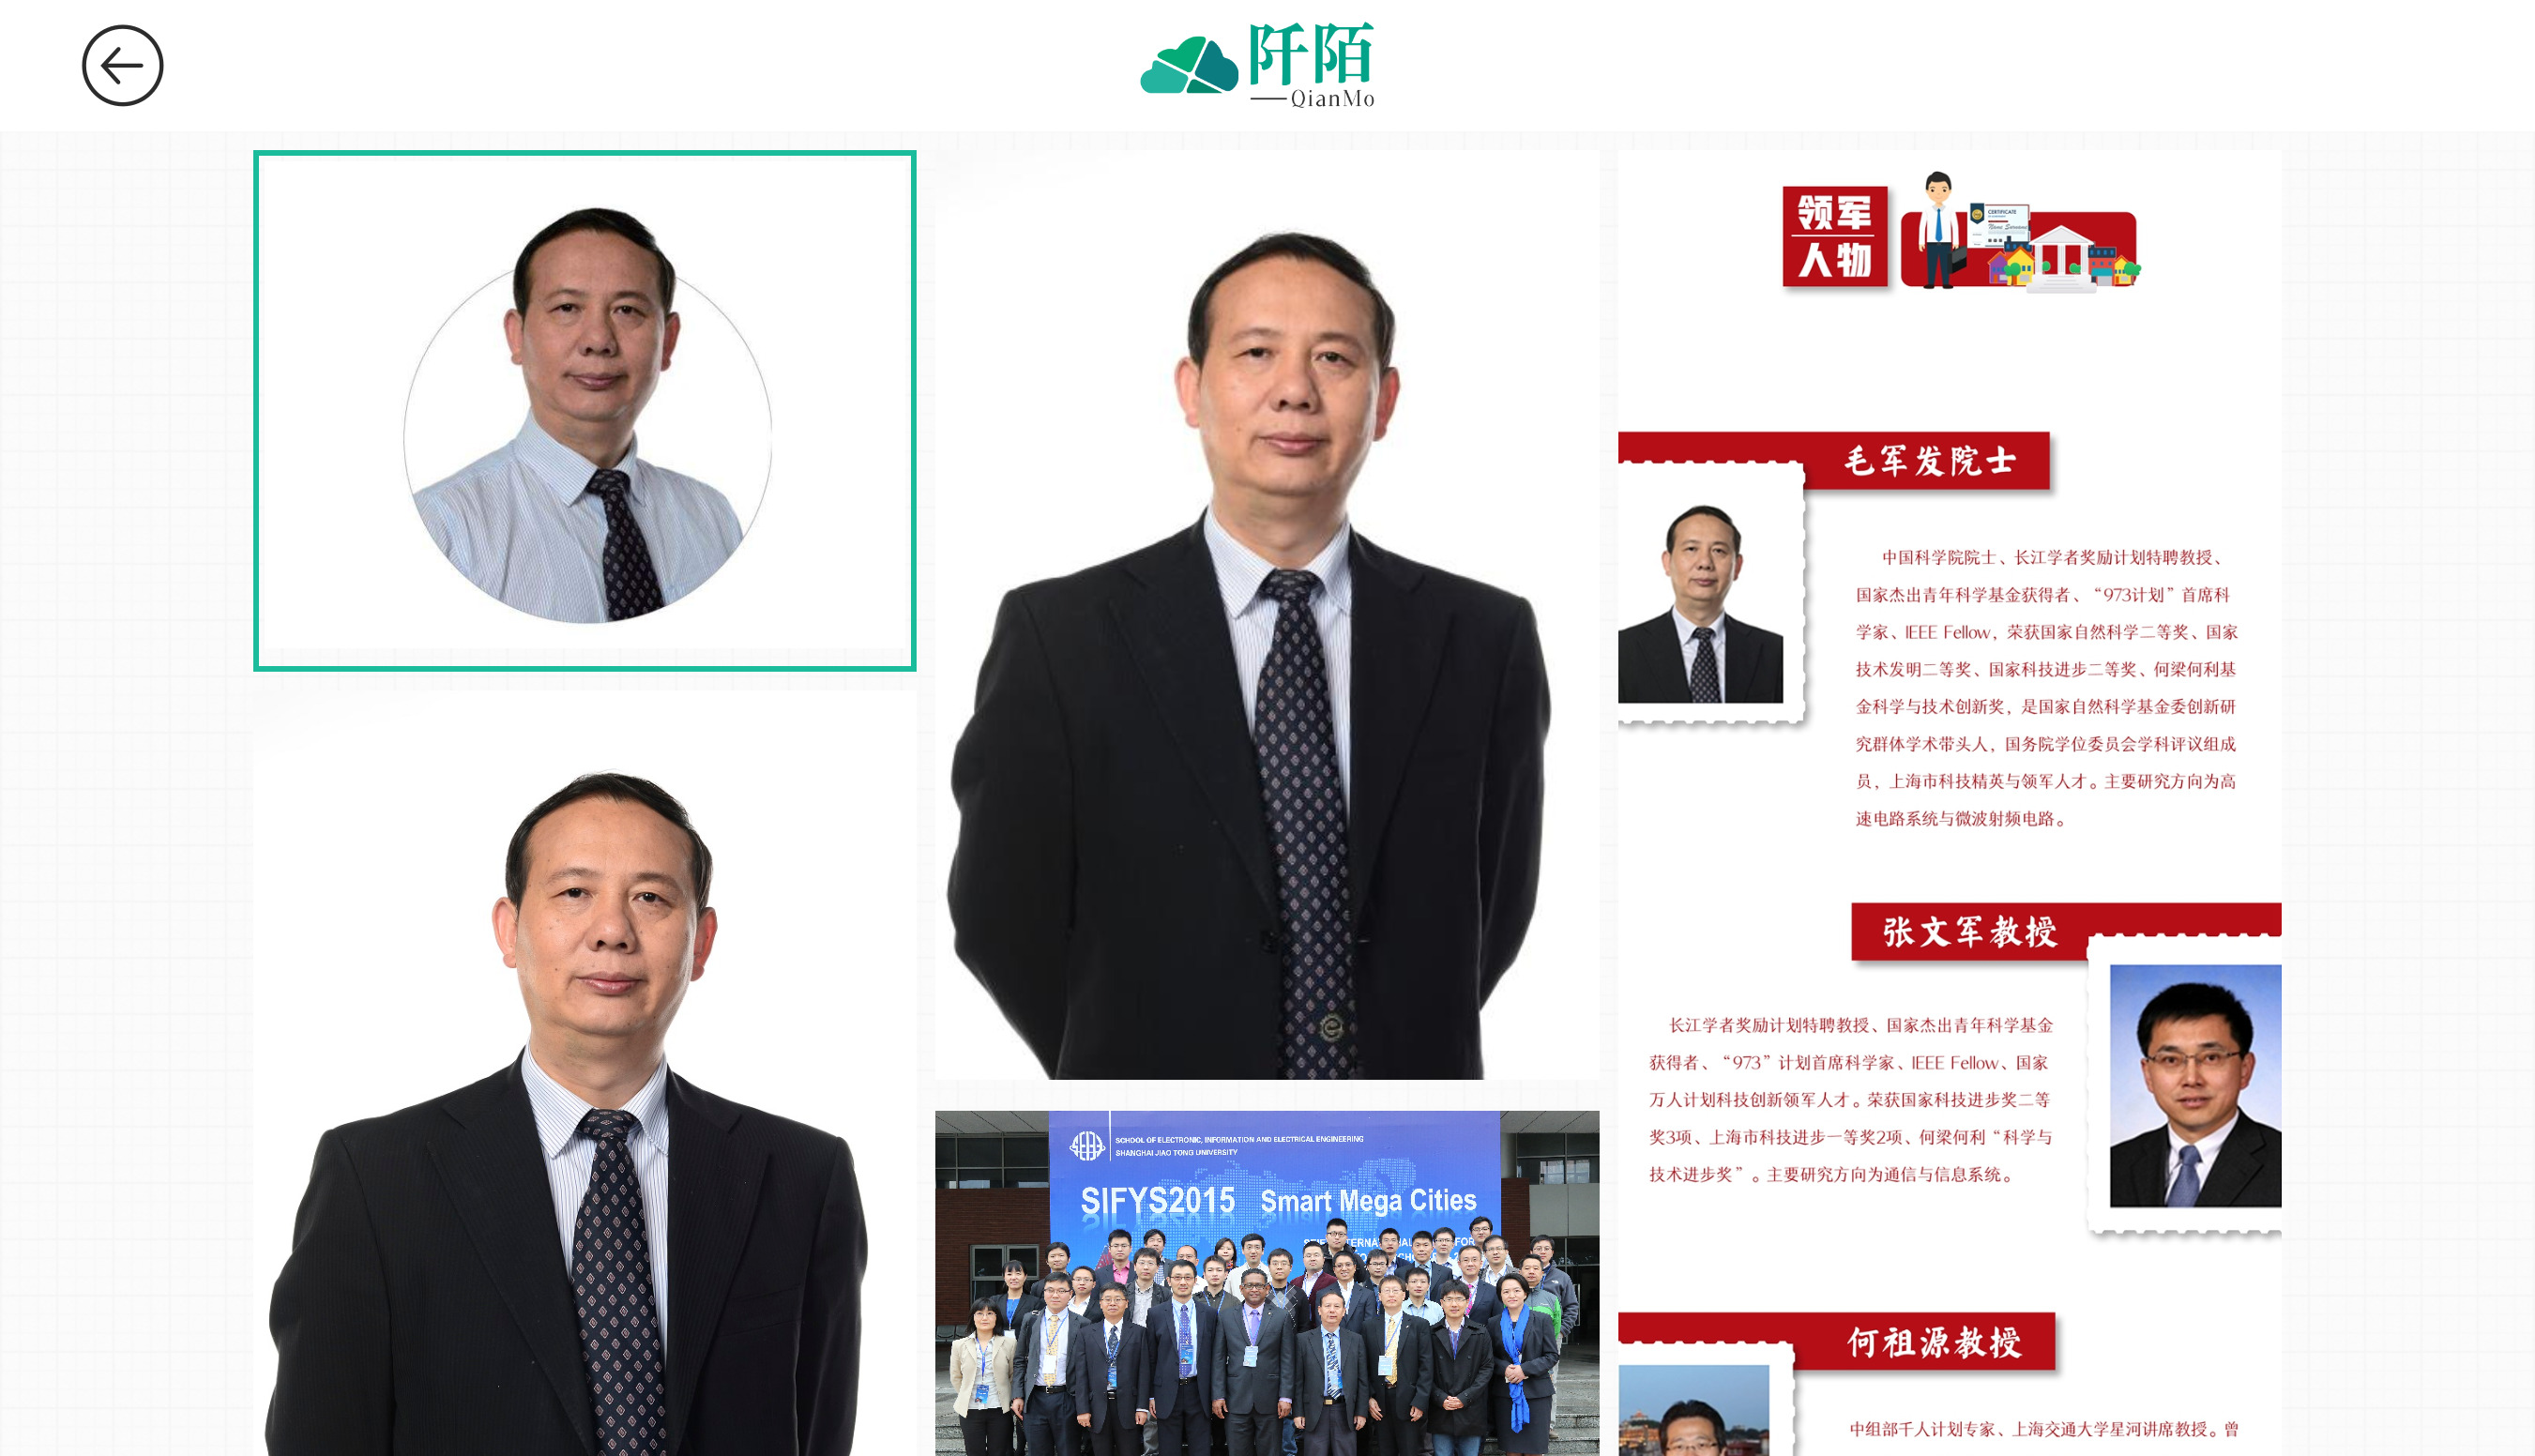 阡陌
QianMo
领军
人物
CERTIFICATE
毛军发院士
中国科学院院士、长江学者奖励计划特聘教授、
国家杰出青年科学基金获得者、“973计划”首席科
学家、IEEE Fellow，荣获国家自然科学二等奖、国家
技术发明二等奖、国家科技进步二等奖、何梁何利基
金科学与技术创新奖，是国家自然科学基金委创新研
究群体学术带头人，国务院学位委员会学科评议组成
员，上海市科技精英与领军人才。主要研究方向为高
速电路系统与微波射频电路。
张文军教授
长江学者奖励计划特聘教授、国家杰出青年科学基金
获得者、“973”计划首席科学家、IEEE Fellow、国家
万人计划科技创新领军人才。荣获国家科技进步奖二等
奖3项、上海市科技进步一等奖2项、何梁何利“科学与
技术进步奖”。主要研究方向为通信与信息系统。
何祖源教授
中组部千人计划专家、上海交通大学星河讲席教授。曾
SCHOOL OF ELECTRONIC, INFORMATION AND ELECTRICAL ENGINEERING
SHANGHAI JIAO TONG UNIVERSITY
SIFYS2015 Smart Mega Cities